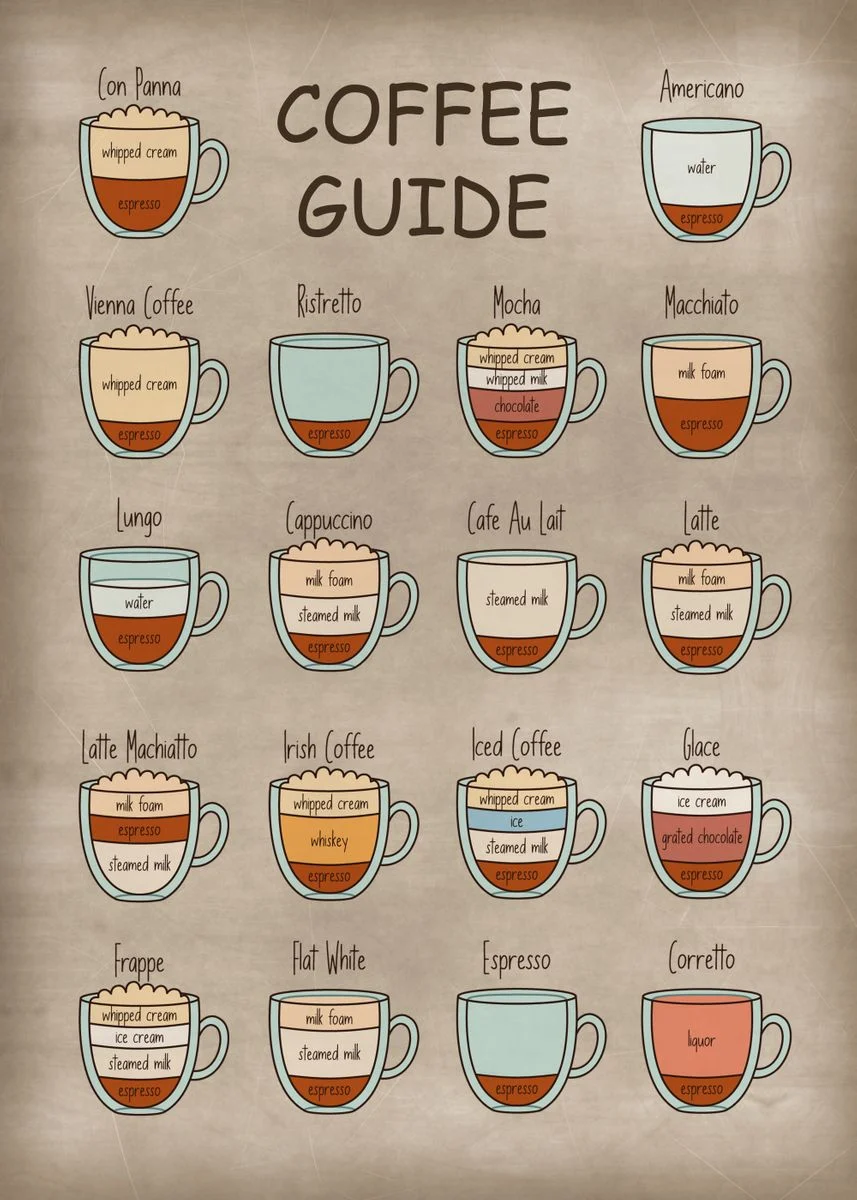 Con Panna
whipped cream
espresso
COFFEE
GUIDE
Americano
water
espresso
Vienna Coffee
whipped cream
espresso
Ristretto
espresso
Mocha
whipped cream
whipped milk
chocolate
espresso
Macchiato
milk foam
espresso
Lungo
water
espresso
Cappuccino
milk foam
steamed milk
espresso
Cafe Au Lait
steamed milk
espresso
Latte
milk foam
steamed milk
espresso
Latte Machiatto
milk foam
espresso
steamed milk
Irish Coffee
whipped cream
whiskey
espresso
Iced Coffee
whipped cream
ice
steamed milk
espresso
Glace
ice cream
grated chocolate
espresso
Frappe
whipped cream
ice cream
steamed milk
espresso
Flat White
milk foam
steamed milk
espresso
Espresso
espresso
Corretto
liquor
espresso